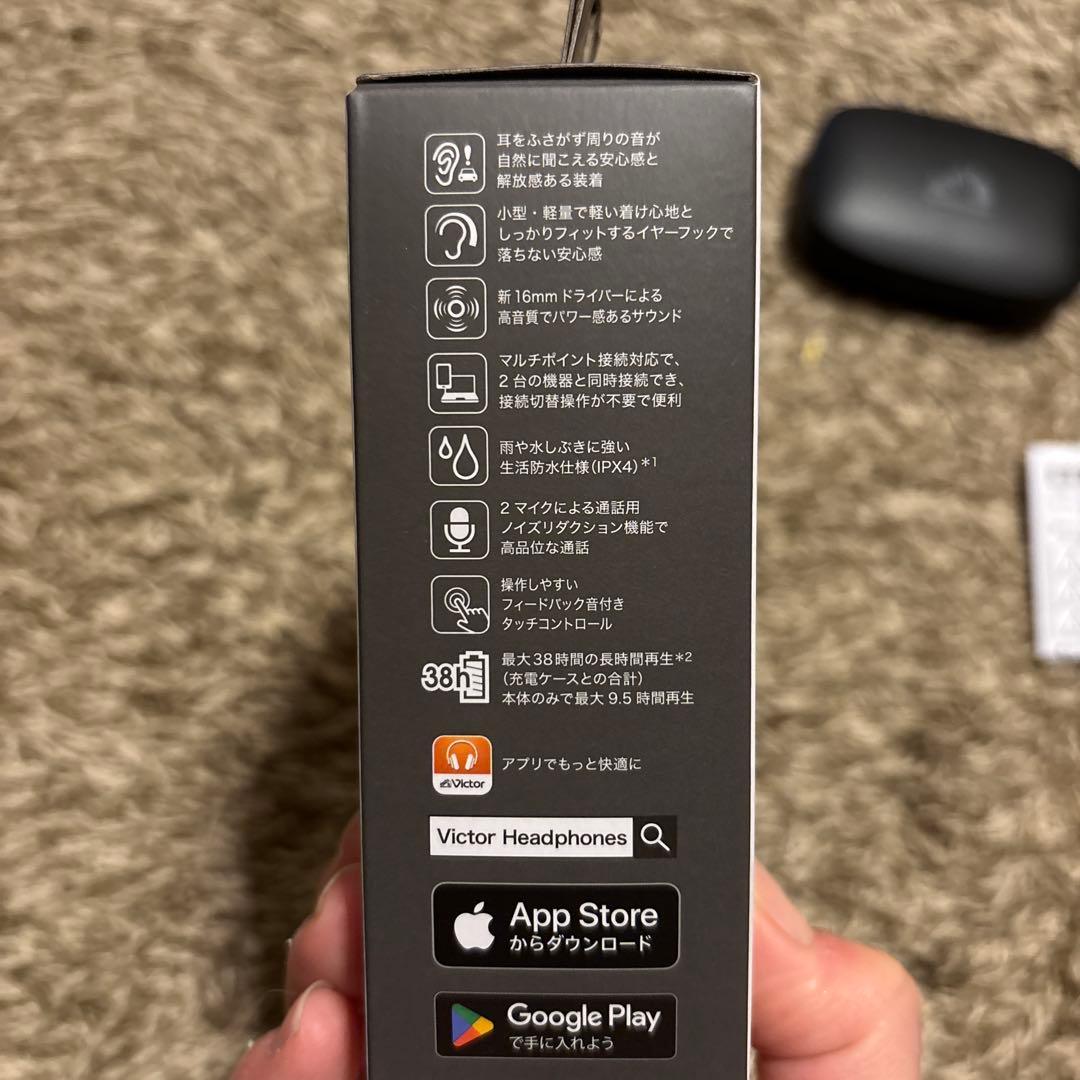 耳をふさがず周りの音が
自然に聞こえる安心感と
解放感ある装着
小型・軽量で軽い着け心地と
しっかりフィットするイヤーフックで
落ちない安心感
新16mmドライバーによる
高音質でパワー感あるサウンド
マルチポイント接続対応で、
2台の機器と同時接続でき、
接続切替操作が不要で便利
雨や水しぶきに強い
生活防水仕様(IPX4)*1
2マイクによる通話用
ノイズリダクション機能で
高品位な通話
操作しやすい
フィードバック音付き
タッチコントロール
38h
最大38時間の長時間再生*2
(充電ケースとの合計)
本体のみで最大9.5時間再生
Victor
アプリでもっと快適に
Victor Headphones
App Store
からダウンロード
Google Play
で手に入れよう